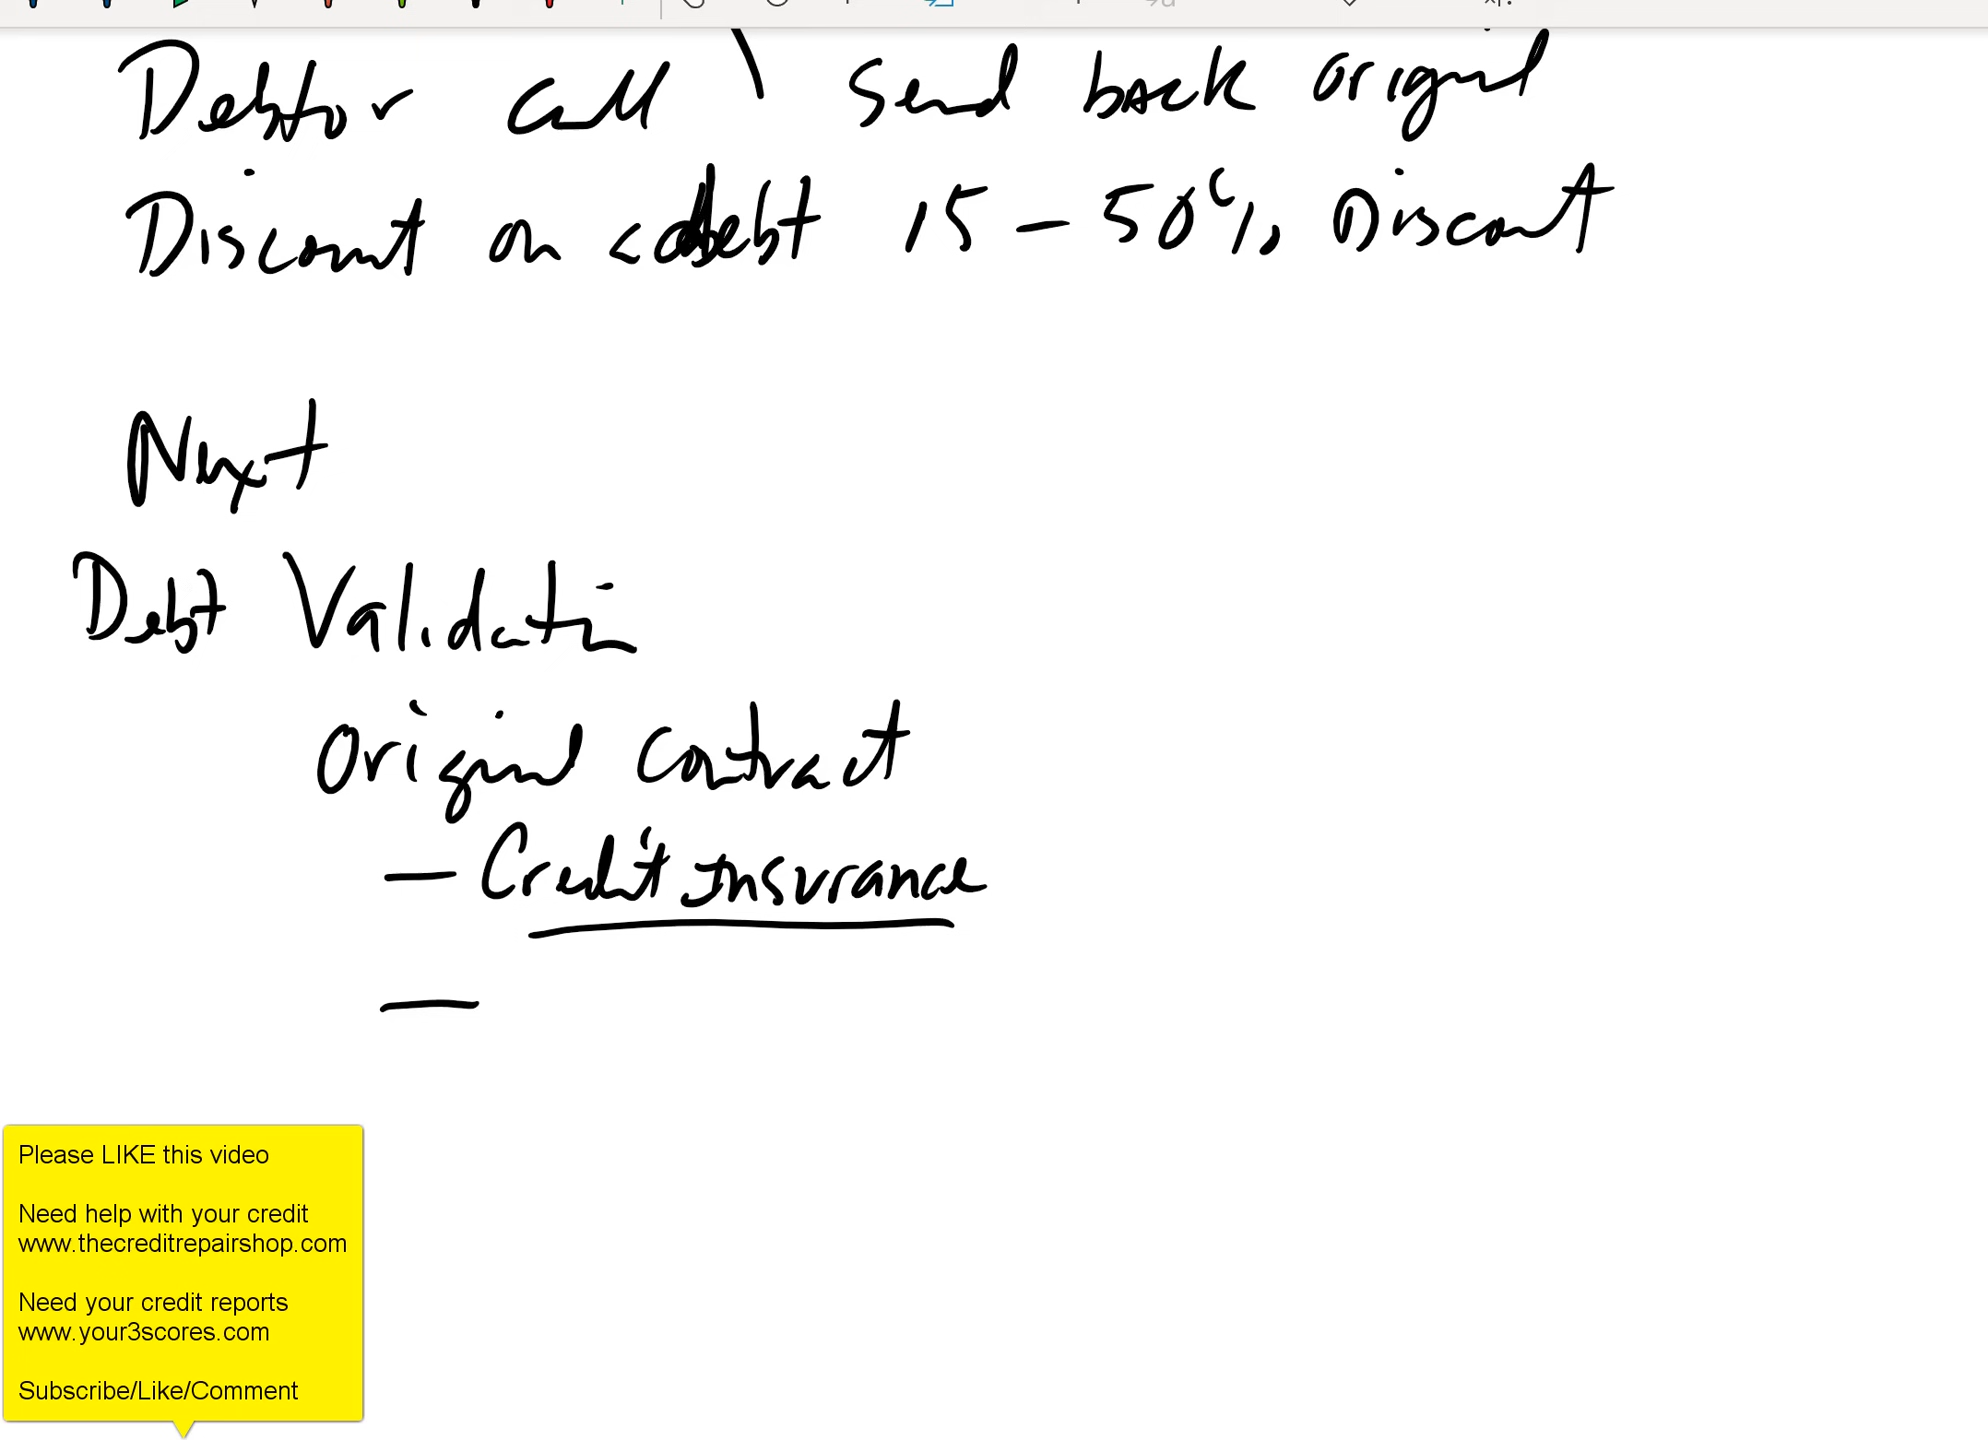 Debtor call send back original
Discount on debt 15 - 50% Discount
Next
Debt Validation
Original Contract
- Credit Insurance
-
Please LIKE this video
Need help with your credit
www.thecreditrepairshop.com
Need your credit reports
www.your3scores.com
Subscribe/Like/Comment